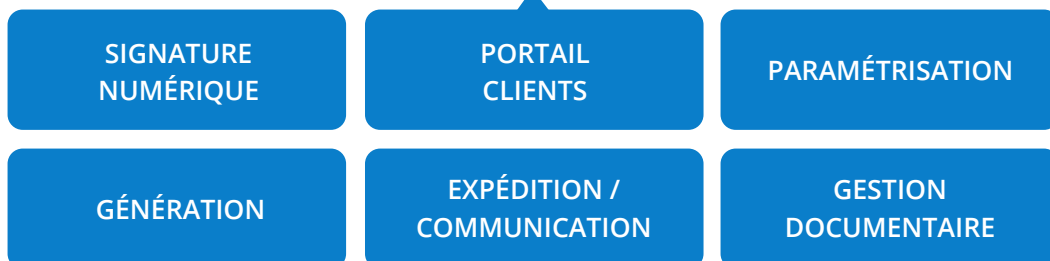 SIGNATURE
NUMÉRIQUE
PORTAIL
CLIENTS
PARAMÉTRISATION
GÉNÉRATION
EXPÉDITION /
COMMUNICATION
GESTION
DOCUMENTAIRE